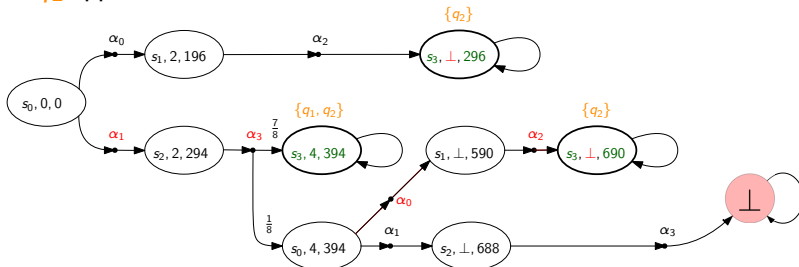 {q₂}
α₀
α₂
s₁, 2, 196
s₃, ⊥, 296
s₀, 0, 0
{q₁, q₂}
{q₂}
α₁
α₃
7/8
α₂
s₂, 2, 294
s₃, 4, 394
s₁, ⊥, 590
s₃, ⊥, 690
α₀
⊥
1/8
α₁
α₃
s₀, 4, 394
s₂, ⊥, 688